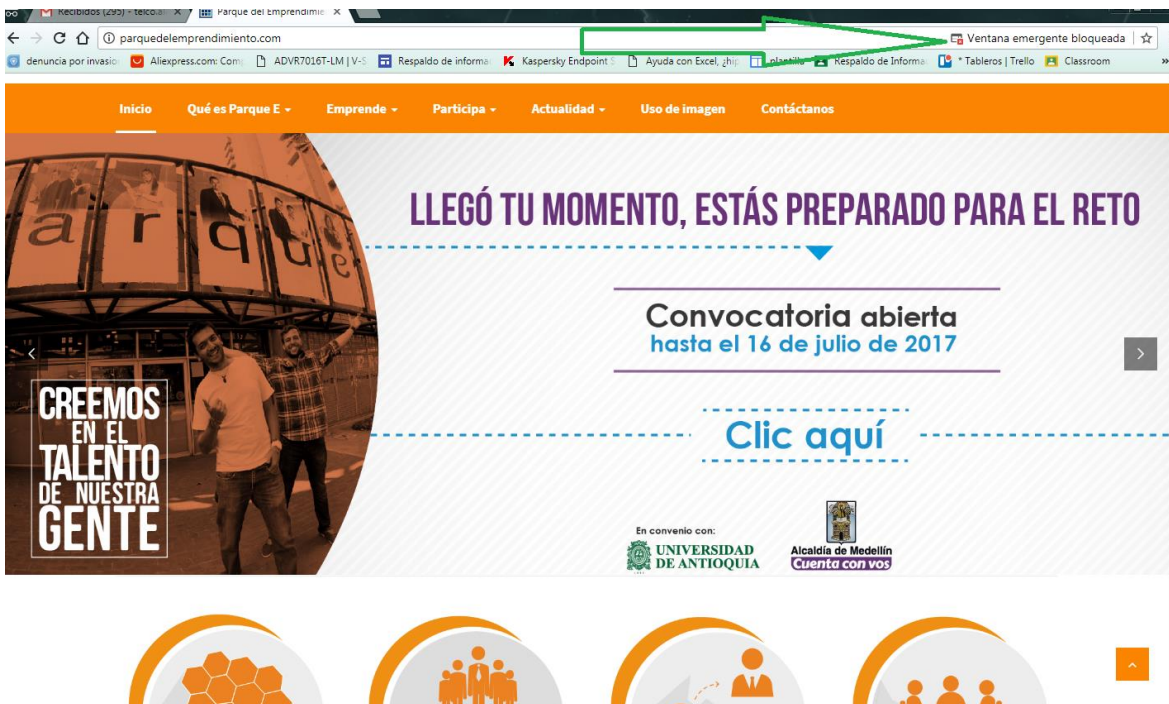 Recibidos (295) - telco.al
Parque del Emprendimie
parquedelemprendimiento.com
Ventana emergente bloqueada
denuncia por invasio
Aliexpress.com: Com
ADVR7016T-LM | V-S
Respaldo de informa
Kaspersky Endpoint S
Ayuda con Excel, ¿hip
plantilla
Respaldo de Informa
* Tableros | Trello
Classroom
Inicio
Qué es Parque E
Emprende
Participa
Actualidad
Uso de imagen
Contáctanos
arque
LLEGÓ TU MOMENTO, ESTÁS PREPARADO PARA EL RETO
Convocatoria abierta
hasta el 16 de julio de 2017
Clic aquí
CREEMOS
EN EL
TALENTO
DE NUESTRA
GENTE
En convenio con:
UNIVERSIDAD
DE ANTIOQUIA
Alcaldía de Medellín
Cuenta con vos